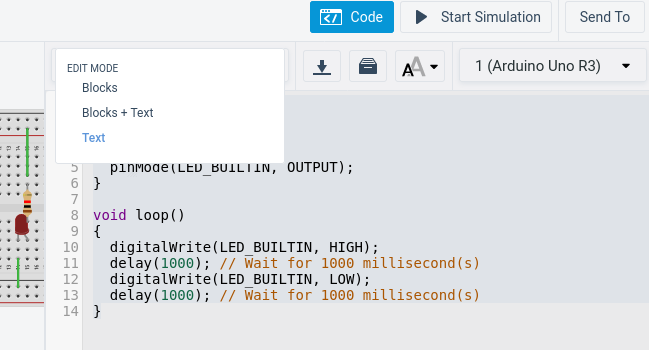 Code
Start Simulation
Send To
EDIT MODE
Blocks
Blocks + Text
Text
AA
1 (Arduino Uno R3)
5 pinMode(LED_BUILTIN, OUTPUT);
6 }
7
8 void loop()
9 {
10 digitalWrite(LED_BUILTIN, HIGH);
11 delay(1000); // Wait for 1000 millisecond(s)
12 digitalWrite(LED_BUILTIN, LOW);
13 delay(1000); // Wait for 1000 millisecond(s)
14 }